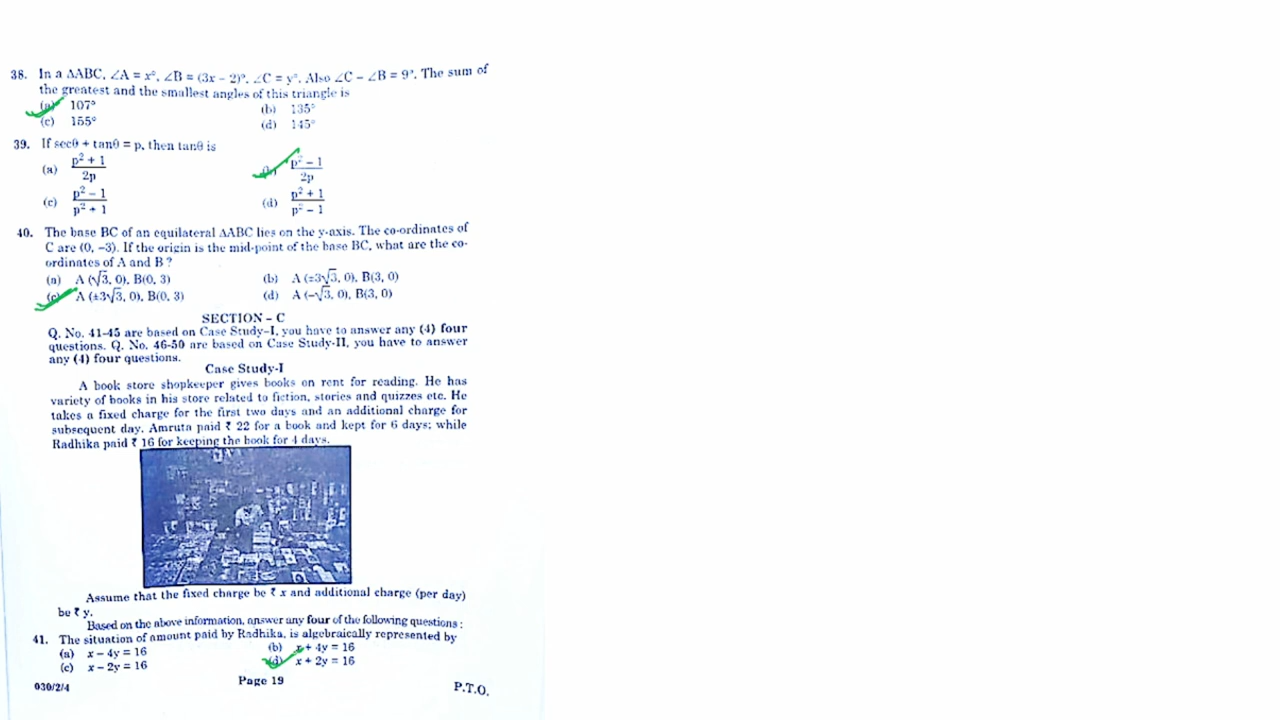 38. In a ΔABC, ∠A = x°, ∠B = (3x – 2)°, ∠C = y°. Also ∠C – ∠B = 9°. The sum of
the greatest and the smallest angles of this triangle is
(a) 107° (b) 135°
(c) 155° (d) 145°
39. If secθ + tanθ = p, then tanθ is
(a) p² + 1 / 2p (b) p² – 1 / 2p
(c) p² – 1 / p² + 1 (d) p² + 1 / p² – 1
40. The base BC of an equilateral ΔABC lies on the y-axis. The co-ordinates of
C are (0, –3). If the origin is the mid-point of the base BC, what are the co-
ordinates of A and B ?
(a) A (√3, 0), B(0, 3) (b) A (±3√3, 0), B(3, 0)
(c) A (±3√3, 0), B(0, 3) (d) A (–√3, 0), B(3, 0)
SECTION – C
Q. No. 41-45 are based on Case Study-I, you have to answer any (4) four
questions. Q. No. 46-50 are based on Case Study-II, you have to answer
any (4) four questions.
Case Study-I
A book store shopkeeper gives books on rent for reading. He has
variety of books in his store related to fiction, stories and quizzes etc. He
takes a fixed charge for the first two days and an additional charge for
subsequent day. Amruta paid ₹ 22 for a book and kept for 6 days; while
Radhika paid ₹ 16 for keeping the book for 4 days.
Assume that the fixed charge be ₹ x and additional charge (per day)
be ₹ y.
Based on the above information, answer any four of the following questions :
41. The situation of amount paid by Radhika, is algebraically represented by
(a) x – 4y = 16 (b) x + 4y = 16
(c) x – 2y = 16 (d) x + 2y = 16
030/2/4 Page 19 P.T.O.